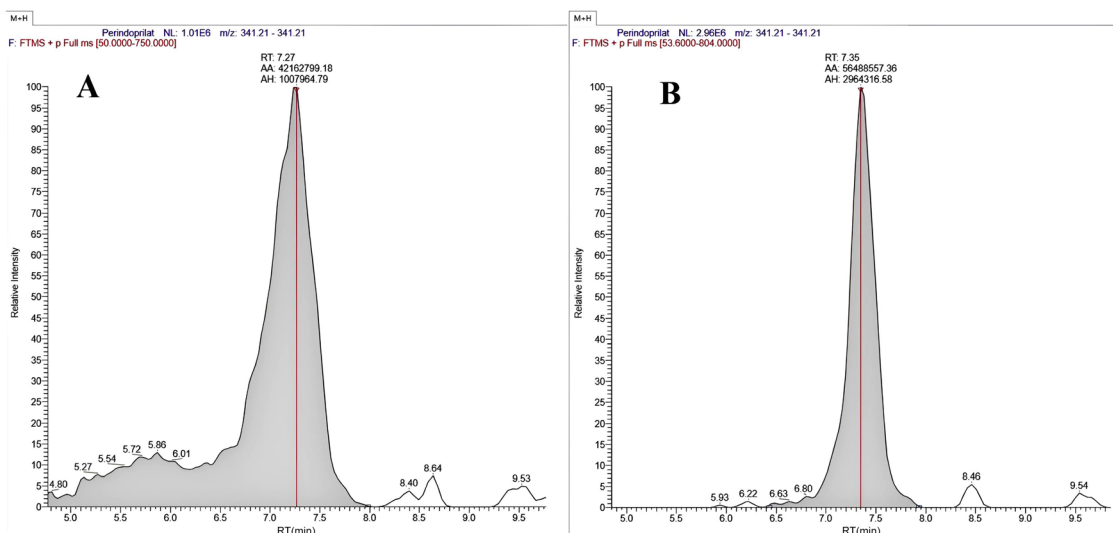 M+H
Perindoprilat NL: 1.01E6 m/z: 341.21 - 341.21
F: FTMS + p Full ms [50.0000-750.0000]
RT: 7.27
AA: 42162799.18
AH: 1007964.79
A
100
95
90
85
80
75
70
65
60
55
50
45
40
35
30
25
20
15
10
5
0
Relative Intensity
4.80
5.27
5.54
5.72
5.86
6.01
8.40
8.64
9.53
5.0 5.5 6.0 6.5 7.0 7.5 8.0 8.5 9.0 9.5
RT(min)
M+H
Perindoprilat NL: 2.96E6 m/z: 341.21 - 341.21
F: FTMS + p Full ms [53.6000-804.0000]
RT: 7.35
AA: 56488557.36
AH: 2964316.58
B
100
95
90
85
80
75
70
65
60
55
50
45
40
35
30
25
20
15
10
5
0
Relative Intensity
5.93
6.22
6.63
6.80
8.46
9.54
5.0 5.5 6.0 6.5 7.0 7.5 8.0 8.5 9.0 9.5
RT(min)